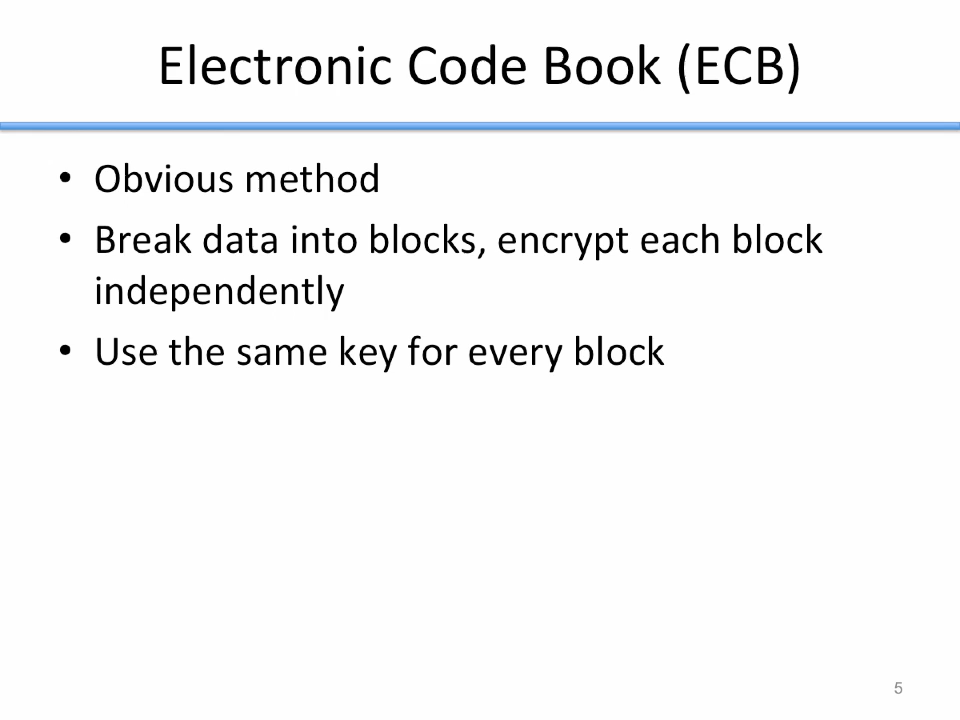 Electronic Code Book (ECB)
• Obvious method
• Break data into blocks, encrypt each block
independently
• Use the same key for every block
5